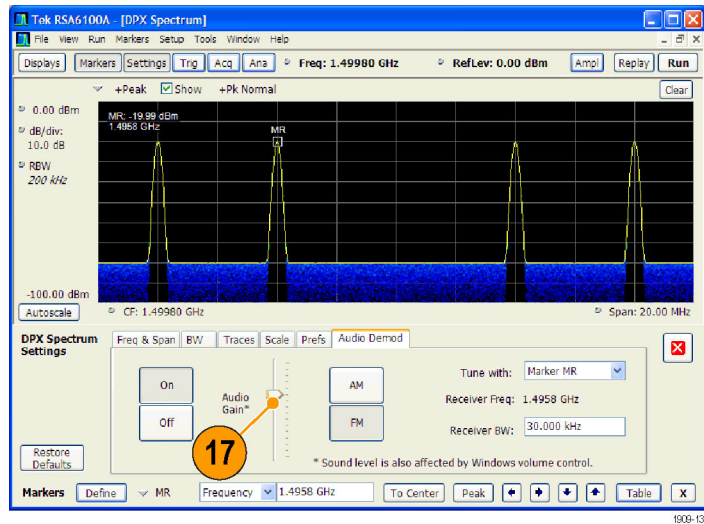 Tek RSA6100A - [DPX Spectrum]
File View Run Markers Setup Tools Window Help
Displays Markers Settings Trig Acq Ana Freq: 1.49980 GHz RefLev: 0.00 dBm Ampl Replay Run
+Peak Show +Pk Normal Clear
0.00 dBm
dB/div:
10.0 dB
RBW
200 kHz
-100.00 dBm
MR: -19.99 dBm
1.4958 GHz
MR
Autoscale CF: 1.49980 GHz Span: 20.00 MHz
DPX Spectrum
Settings
Freq & Span BW Traces Scale Prefs Audio Demod
On
Off
Audio
Gain*
17
AM
FM
Tune with: Marker MR
Receiver Freq: 1.4958 GHz
Receiver BW: 30.000 kHz
* Sound level is also affected by Windows volume control.
Restore
Defaults
Markers Define MR Frequency 1.4958 GHz To Center Peak Table X
1909-13